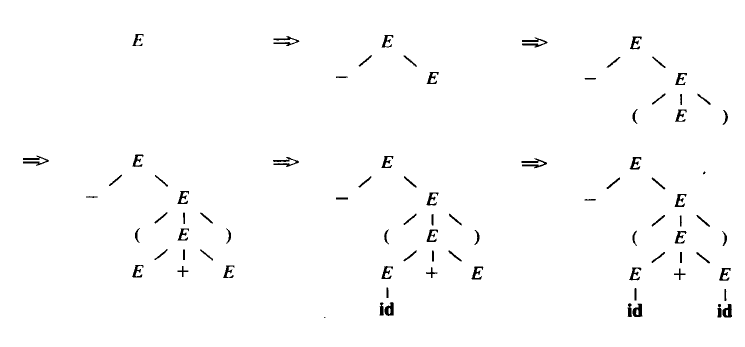 E ⇒ E ⇒ E
− E − E
( E )
⇒ E ⇒ E ⇒ E
− E − E − E
( E ) ( E ) ( E )
E + E E + E E + E
id id id